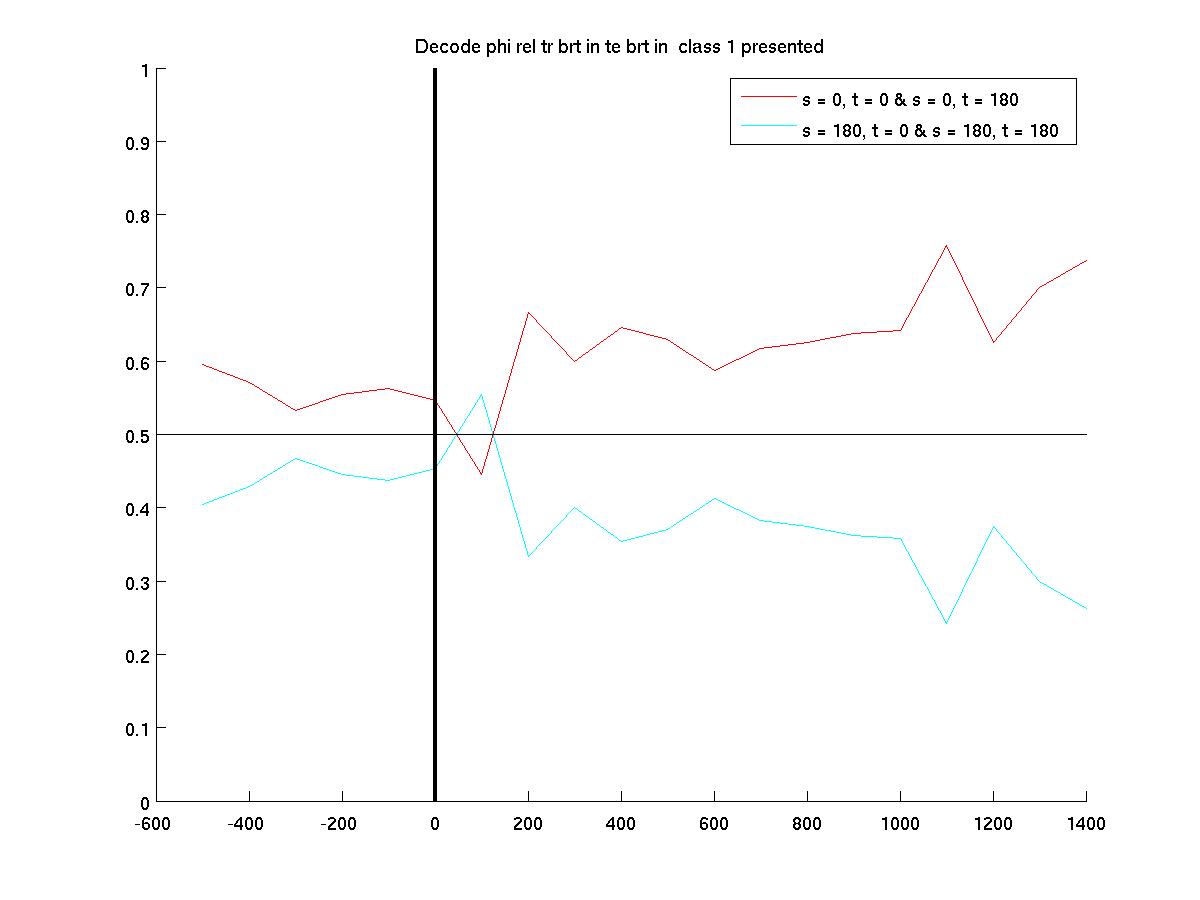 Decode phi rel tr brt in te brt in  class 1 presented
s = 0, t = 0 & s = 0, t = 180
s = 180, t = 0 & s = 180, t = 180
1
0.9
0.8
0.7
0.6
0.5
0.4
0.3
0.2
0.1
0
-600 -400 -200 0 200 400 600 800 1000 1200 1400